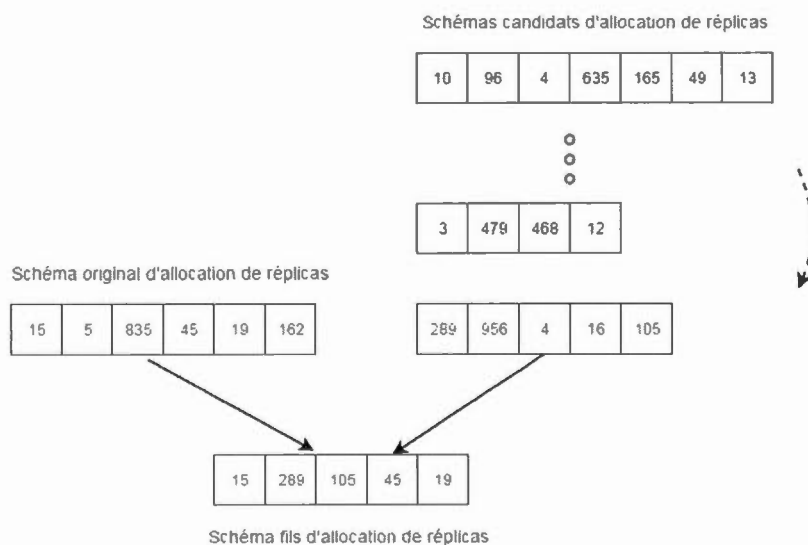 Schémas candidats d'allocation de réplicas
10 96 4 635 165 49 13
3 479 468 12
Schéma original d'allocation de réplicas
15 5 835 45 19 162
289 956 4 16 105
15 289 105 45 19
Schéma fils d'allocation de réplicas